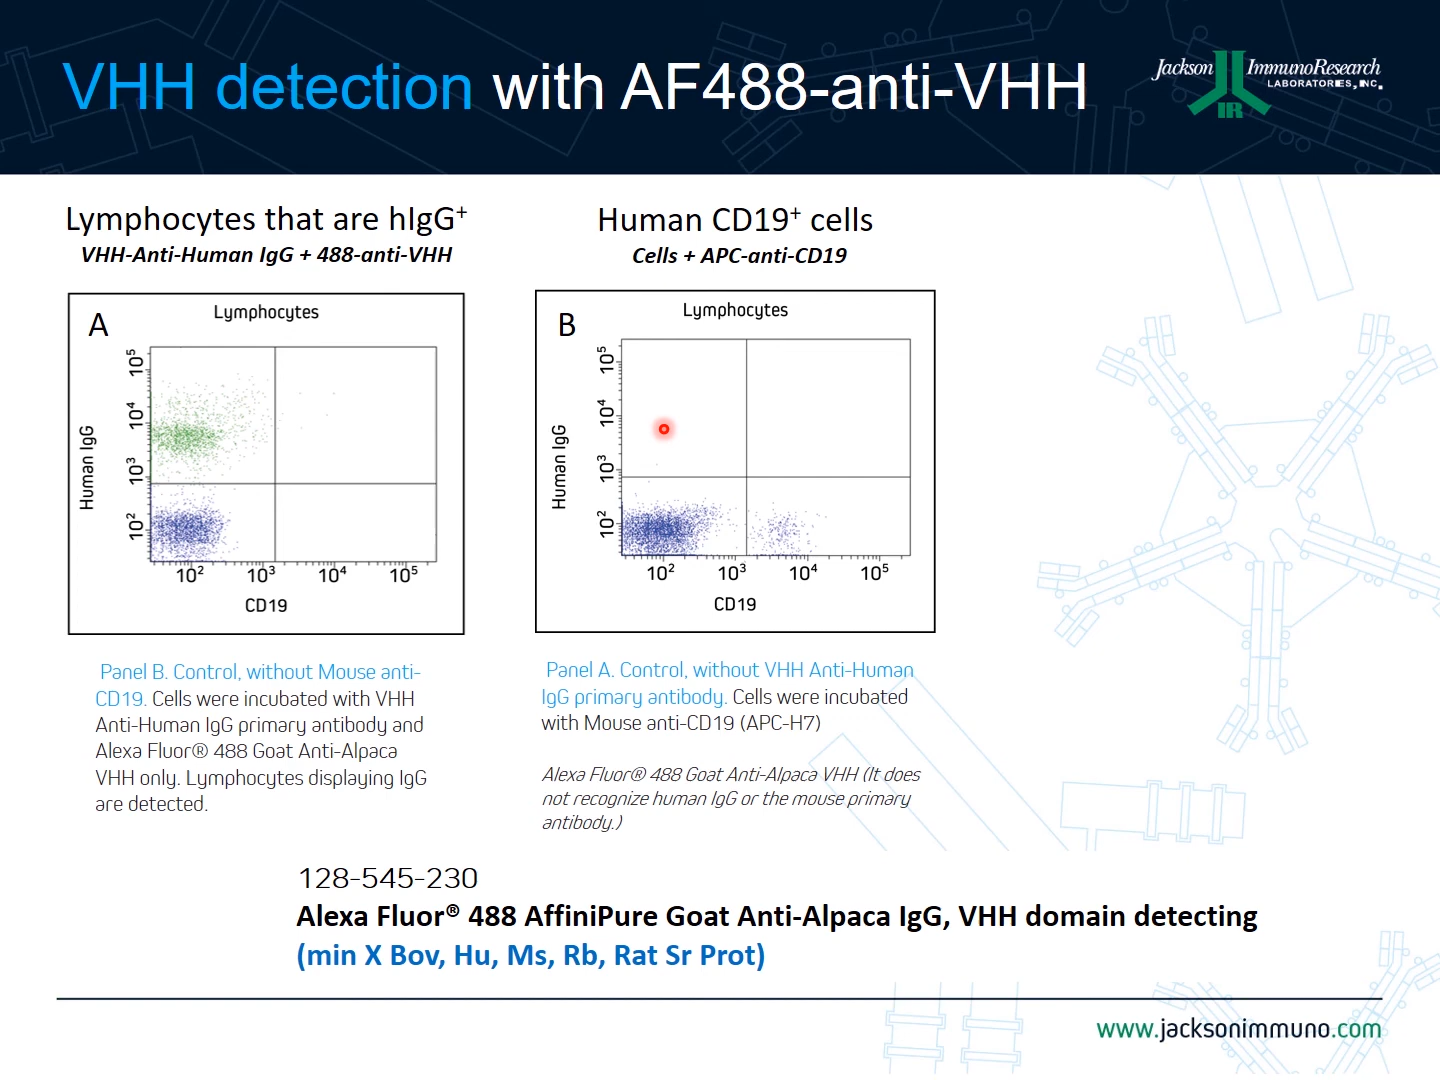 VHH detection with AF488-anti-VHH
Jackson ImmunoResearch
LABORATORIES, INC.
IR
Lymphocytes that are hIgG+
VHH-Anti-Human IgG + 488-anti-VHH
A
Lymphocytes
Human IgG
10⁵
10⁴
10³
10²
10² 10³ 10⁴ 10⁵
CD19
Panel B. Control, without Mouse anti-
CD19. Cells were incubated with VHH
Anti-Human IgG primary antibody and
Alexa Fluor® 488 Goat Anti-Alpaca
VHH only. Lymphocytes displaying IgG
are detected.
Human CD19⁺ cells
Cells + APC-anti-CD19
B
Lymphocytes
Human IgG
10⁵
10⁴
10³
10²
10² 10³ 10⁴ 10⁵
CD19
Panel A. Control, without VHH Anti-Human
IgG primary antibody. Cells were incubated
with Mouse anti-CD19 (APC-H7)
Alexa Fluor® 488 Goat Anti-Alpaca VHH (It does
not recognize human IgG or the mouse primary
antibody.)
128-545-230
Alexa Fluor® 488 AffiniPure Goat Anti-Alpaca IgG, VHH domain detecting
(min X Bov, Hu, Ms, Rb, Rat Sr Prot)
www.jacksonimmuno.com